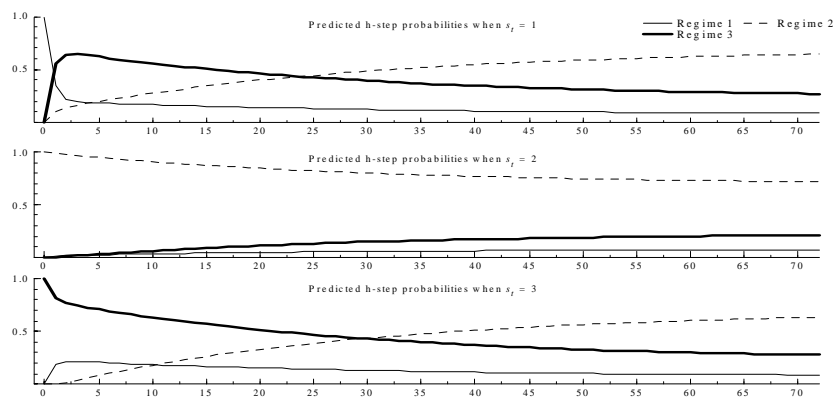 1.0
Predicted h-step probabilities when sₜ = 1
Regime 1
Regime 2
Regime 3
0.5
0 5 10 15 20 25 30 35 40 45 50 55 60 65 70
1.0
Predicted h-step probabilities when sₜ = 2
0.5
0 5 10 15 20 25 30 35 40 45 50 55 60 65 70
1.0
Predicted h-step probabilities when sₜ = 3
0.5
0 5 10 15 20 25 30 35 40 45 50 55 60 65 70